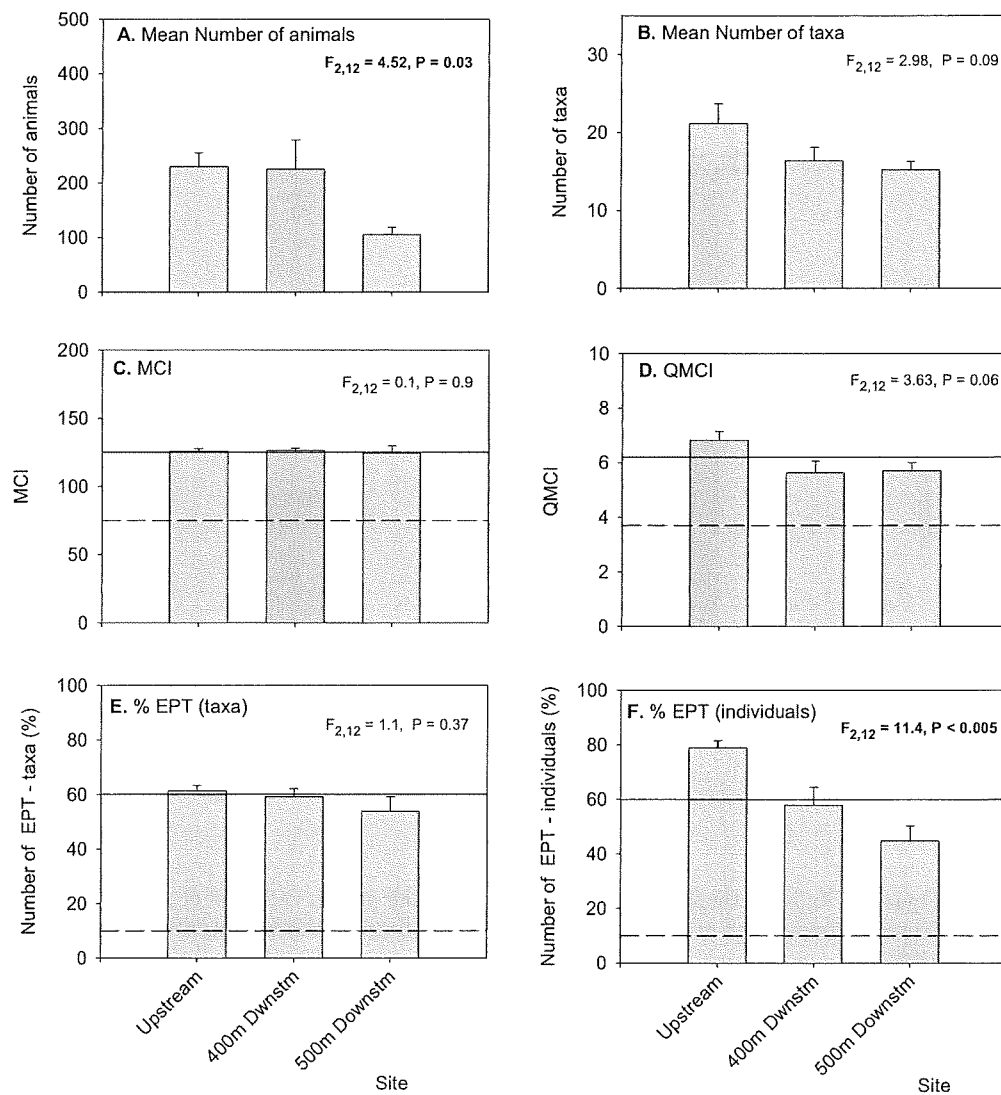 A. Mean Number of animals
F2,12 = 4.52, P = 0.03
Number of animals
500
400
300
200
100
0
B. Mean Number of taxa
F2,12 = 2.98, P = 0.09
Number of taxa
30
20
10
0
C. MCI
F2,12 = 0.1, P = 0.9
MCI
200
150
100
50
0
D. QMCI
F2,12 = 3.63, P = 0.06
QMCI
10
8
6
4
2
0
E. % EPT (taxa)
F2,12 = 1.1, P = 0.37
Number of EPT - taxa (%)
100
80
60
40
20
0
Upstream
400m Dwnstm
500m Downstm
Site
F. % EPT (individuals)
F2,12 = 11.4, P < 0.005
Number of EPT - individuals (%)
100
80
60
40
20
0
Upstream
400m Dwnstm
500m Downstm
Site